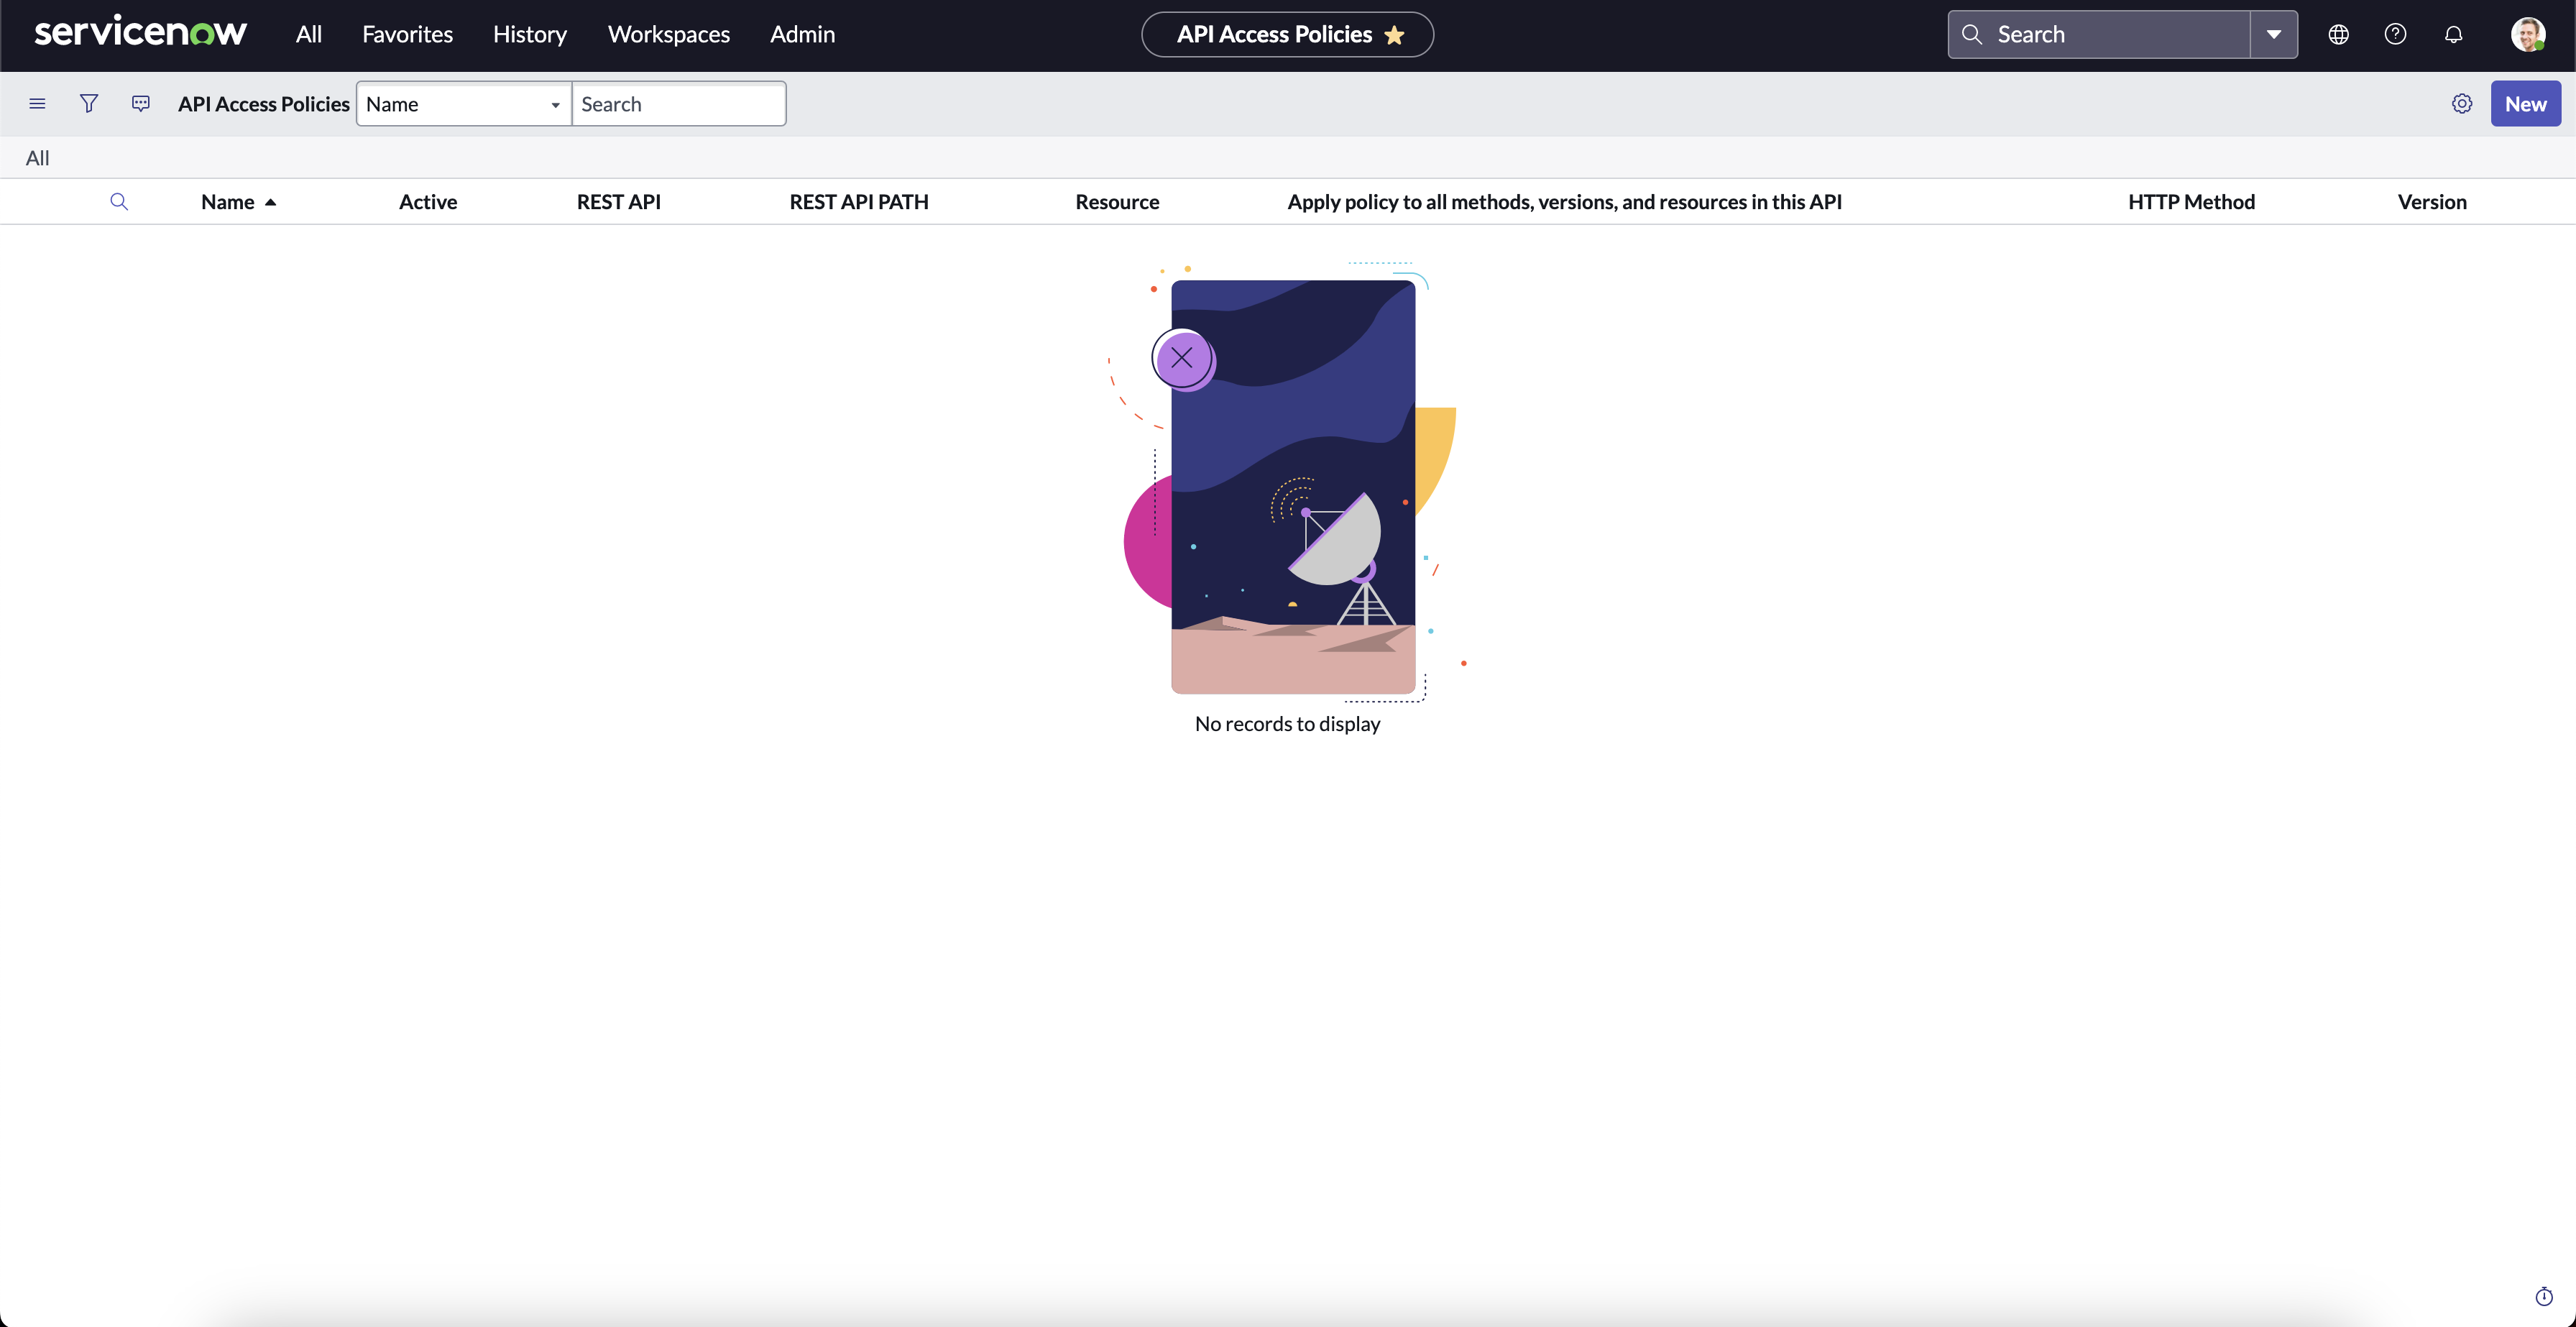 servicenow All Favorites History Workspaces Admin API Access Policies Search
API Access Policies Name Search New
All
Name Active REST API REST API PATH Resource Apply policy to all methods, versions, and resources in this API HTTP Method Version
No records to display